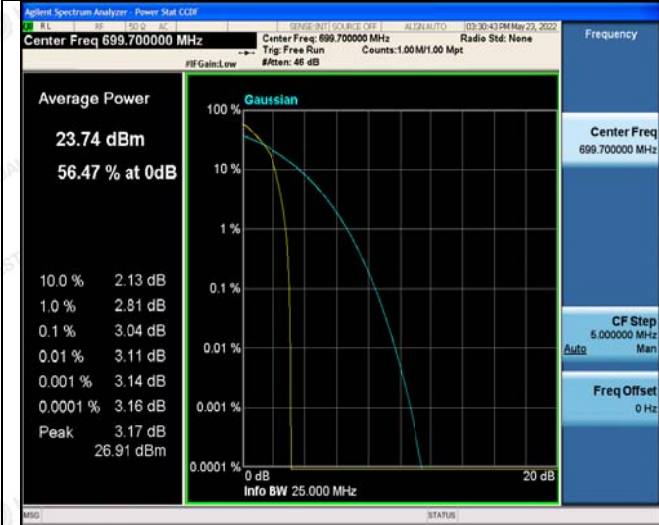 Agilent Spectrum Analyzer - Power Stat CCDF
RL RF 50 Ω AC SENSE:INT SOURCE OFF ALIGNAUTO 03:30:43 PM May 23, 2022
Center Freq 699.700000 MHz
Center Freq: 699.700000 MHz Radio Std: None
Trig: Free Run Counts:1.00 M/1.00 Mpt
#IFGain:Low #Atten: 46 dB
Frequency
Average Power
23.74 dBm
56.47 % at 0dB
10.0 % 2.13 dB
1.0 % 2.81 dB
0.1 % 3.04 dB
0.01 % 3.11 dB
0.001 % 3.14 dB
0.0001 % 3.16 dB
Peak 3.17 dB
26.91 dBm
Gaussian
100 %
10 %
1 %
0.1 %
0.01 %
0.001 %
0.0001 %
0 dB 20 dB
Info BW 25.000 MHz
Center Freq
699.700000 MHz
CF Step
5.000000 MHz
Auto Man
Freq Offset
0 Hz
MSG STATUS